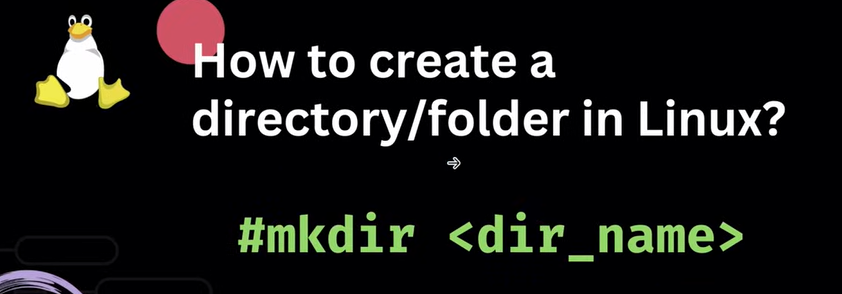 How to create a
directory/folder in Linux?
#mkdir <dir_name>